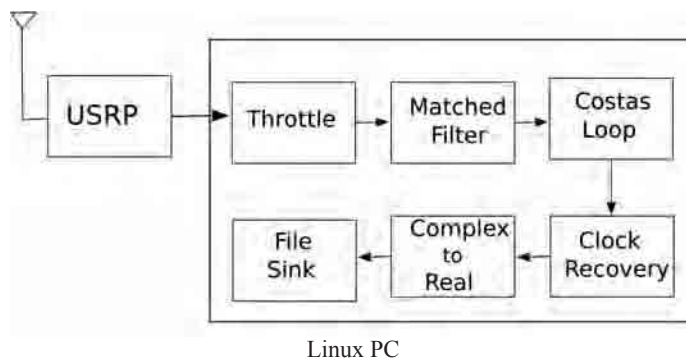 USRP
Throttle
Matched
Filter
Costas
Loop
Clock
Recovery
Complex
to
Real
File
Sink
Linux PC